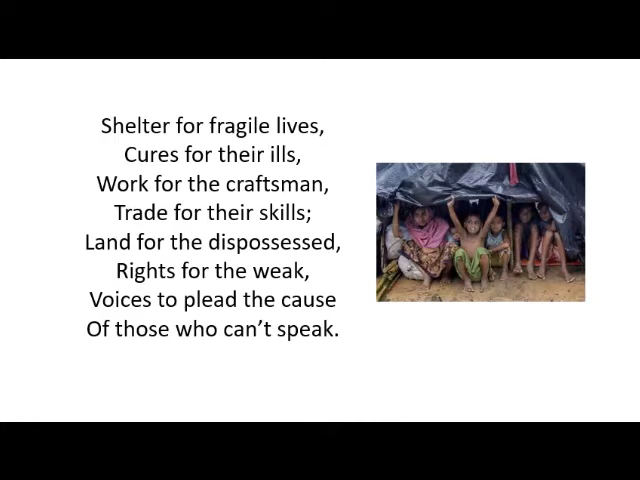 Shelter for fragile lives,
Cures for their ills,
Work for the craftsman,
Trade for their skills;
Land for the dispossessed,
Rights for the weak,
Voices to plead the cause
Of those who can’t speak.